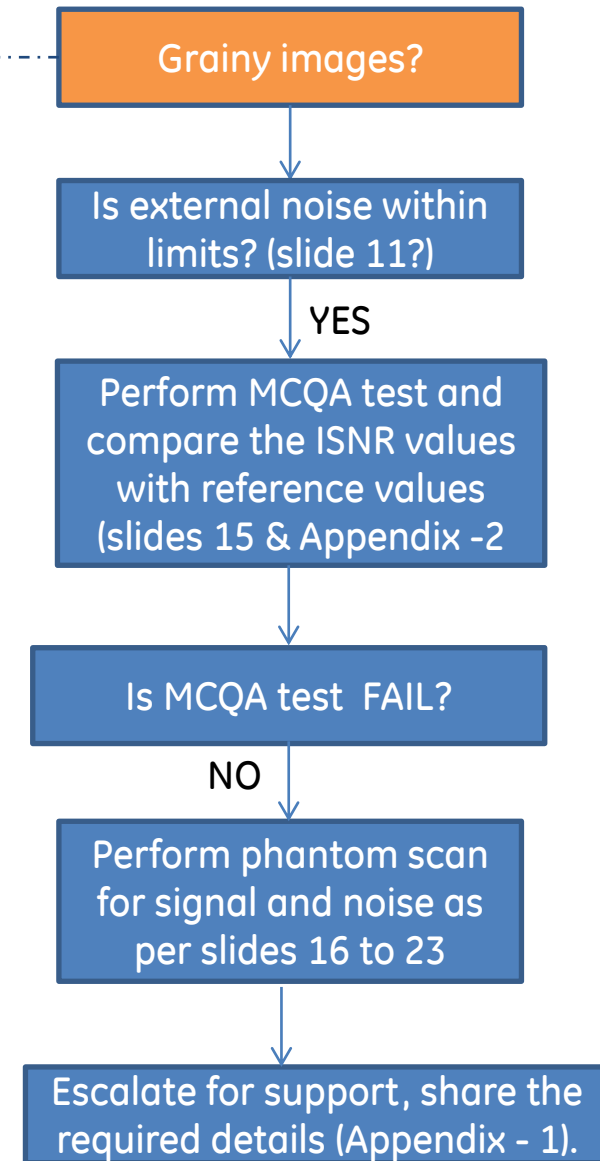 Grainy images?
Is external noise within
limits? (slide 11?)
YES
Perform MCQA test and
compare the ISNR values
with reference values
(slides 15 & Appendix -2
Is MCQA test  FAIL?
NO
Perform phantom scan
for signal and noise as
per slides 16 to 23
Escalate for support, share the
required details (Appendix - 1).